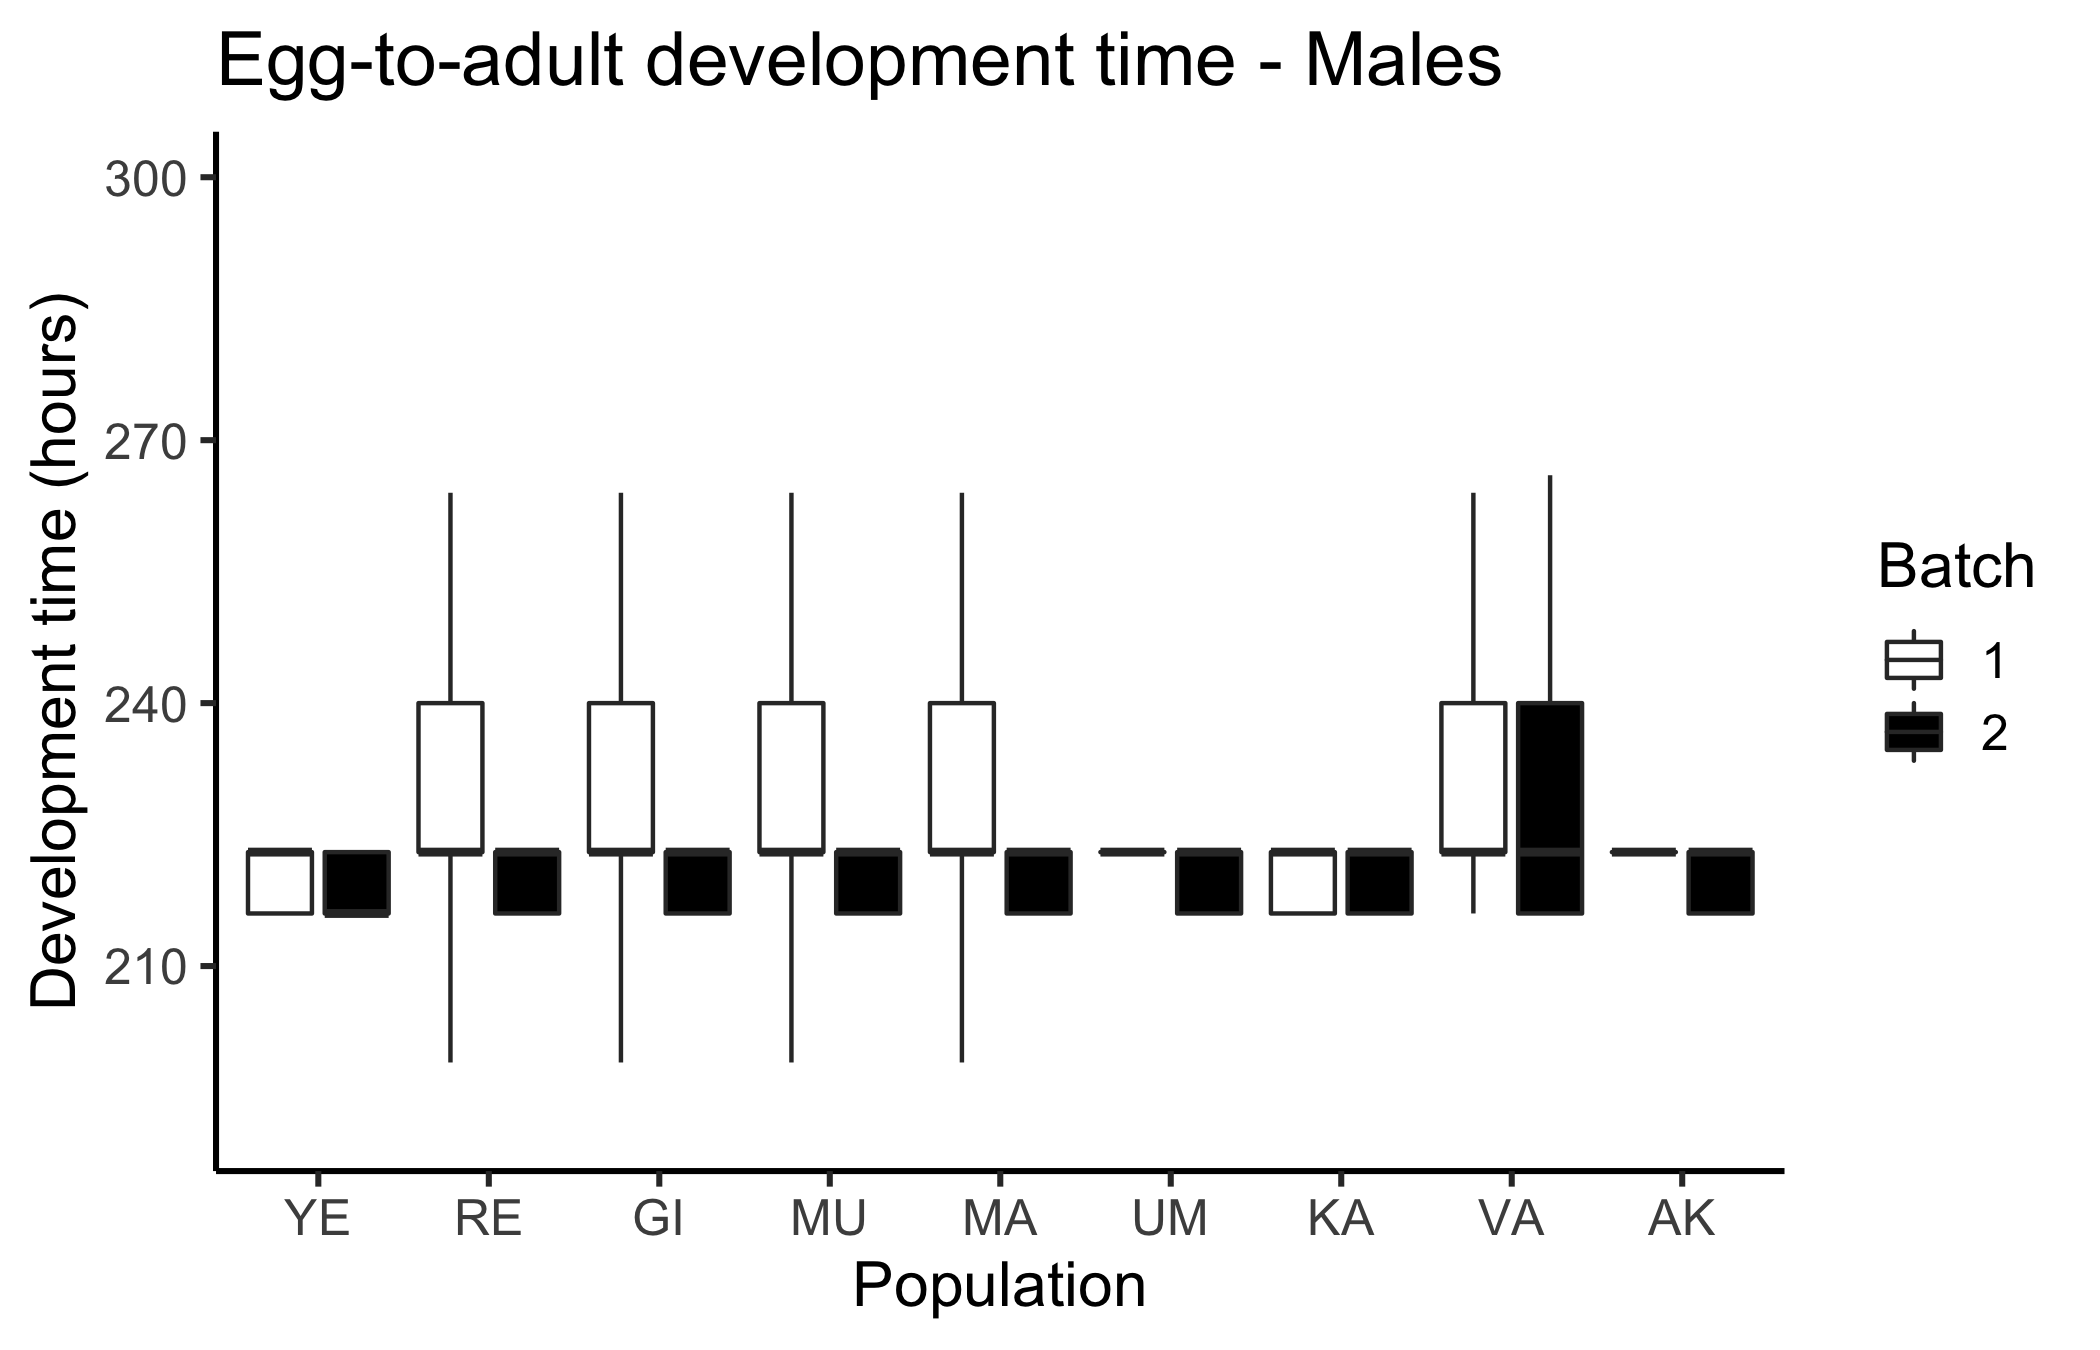 Egg-to-adult development time - Males
Development time (hours)
300
270
240
210
YE RE GI MU MA UM KA VA AK
Population
Batch
1
2